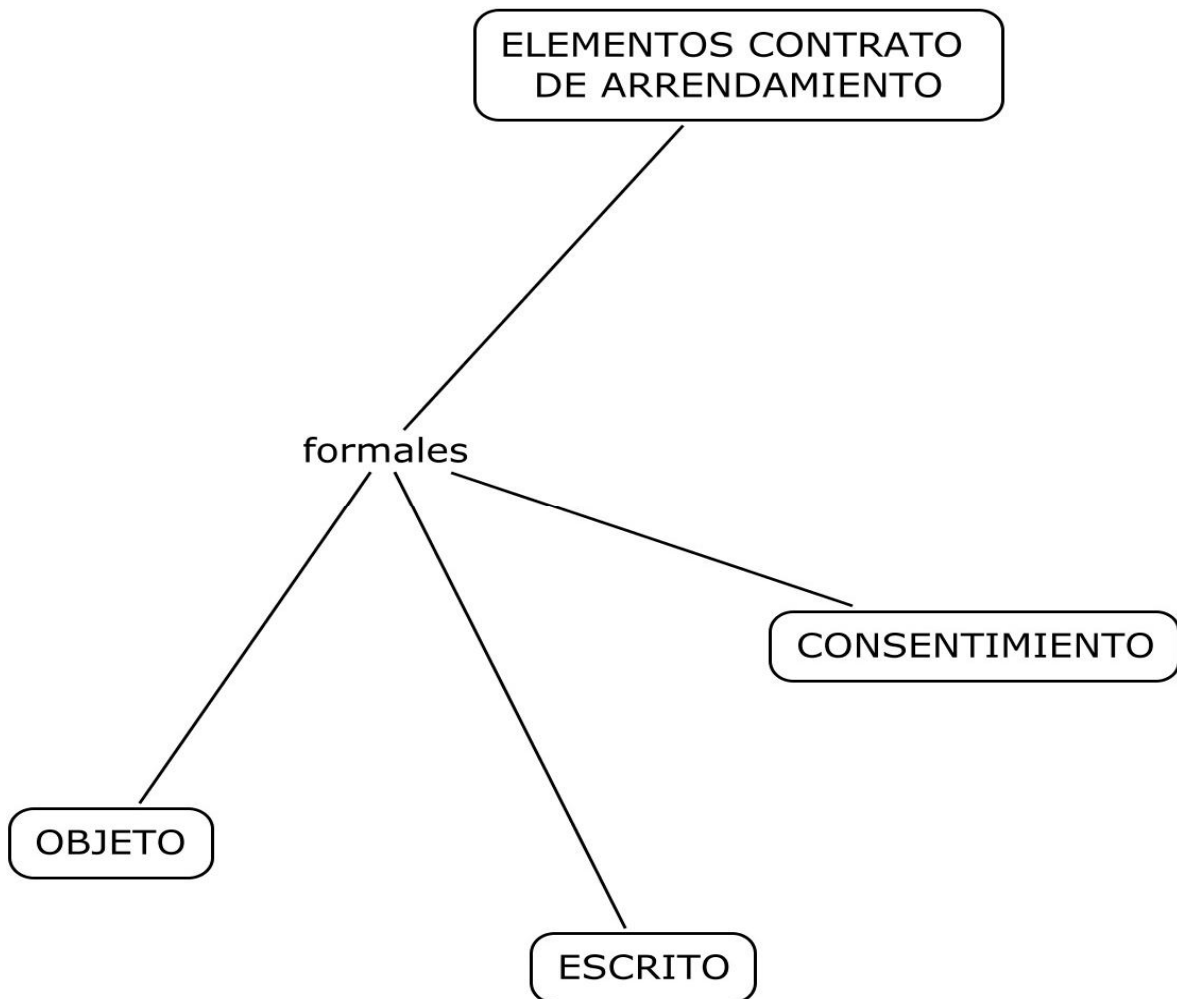 ELEMENTOS CONTRATO
DE ARRENDAMIENTO
formales
CONSENTIMIENTO
OBJETO
ESCRITO